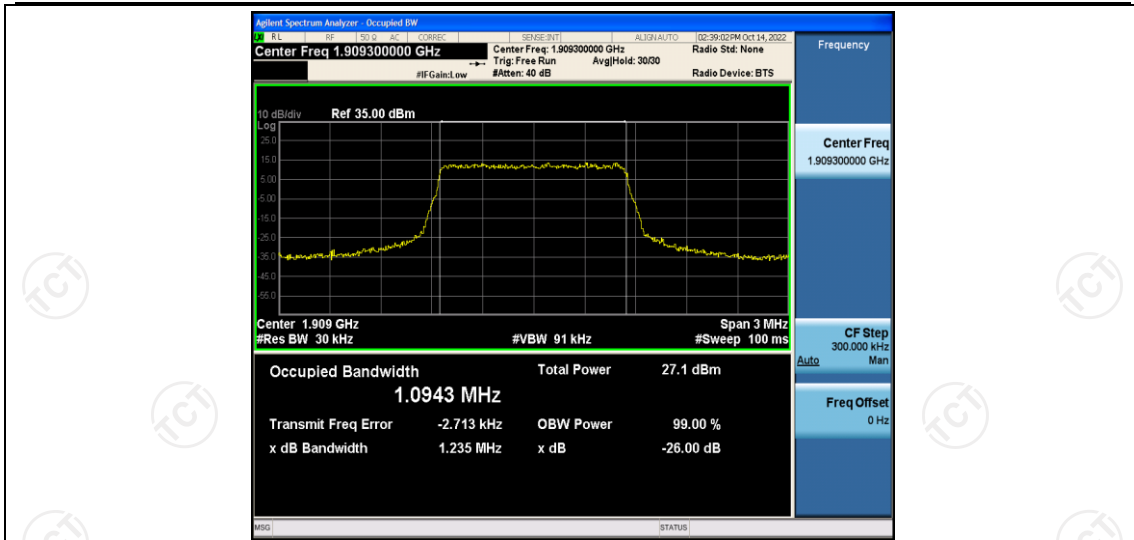 Agilent Spectrum Analyzer - Occupied BW
LXI RL RF 50 Ω AC CORREC SENSE:INT ALIGN AUTO 02:39:02PM Oct 14, 2022
Center Freq 1.909300000 GHz
Center Freq: 1.909300000 GHz
Radio Std: None
Trig: Free Run Avg|Hold: 30/30
#IFGain:Low #Atten: 40 dB Radio Device: BTS
Frequency
10 dB/div Ref 35.00 dBm
Log
25.0
15.0
5.00
-5.00
-15.0
-25.0
-35.0
-45.0
-55.0
Center 1.909 GHz Span 3 MHz
#Res BW 30 kHz #VBW 91 kHz #Sweep 100 ms
Center Freq
1.909300000 GHz
CF Step
300.000 kHz
Auto Man
Freq Offset
0 Hz
Occupied Bandwidth Total Power 27.1 dBm
1.0943 MHz
Transmit Freq Error -2.713 kHz OBW Power 99.00 %
x dB Bandwidth 1.235 MHz x dB -26.00 dB
MSG STATUS
TCT
TCT
TCT
TCT
TCT
TCT